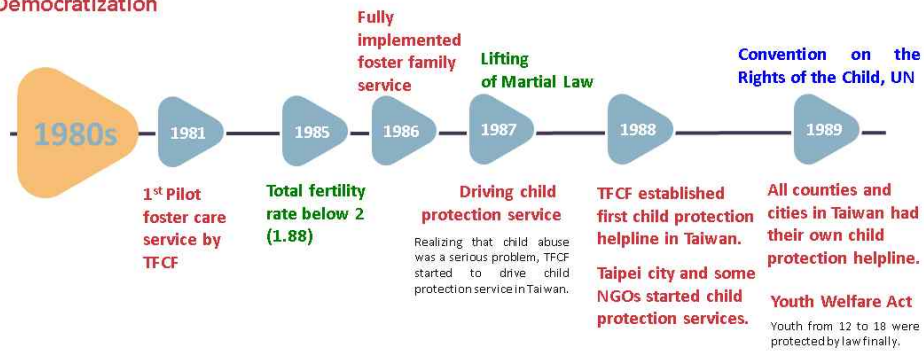 Democratization
Fully
implemented
foster family
service
Lifting
of Martial Law
Convention on the
Rights of the Child, UN
1980s
1981
1985
1986
1987
1988
1989
1st Pilot
foster care
service by
TFCF
Total fertility
rate below 2
(1.88)
Driving child
protection service
Realizing that child abuse
was a serious problem, TFCF
started to drive child
protection service in Taiwan.
TFCF established
first child protection
helpline in Taiwan.
Taipei city and some
NGOs started child
protection services.
All counties and
cities in Taiwan had
their own child
protection helpline.
Youth Welfare Act
Youth from 12 to 18 were
protected by law finally.